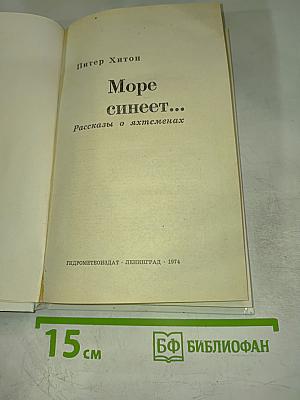 Питер Хитон
Море
синеет...
Рассказы о яхтсменах
ГИДРОМЕТЕОИЗДАТ · ЛЕНИНГРАД · 1974
15 см
БФ БИБЛИОФАН